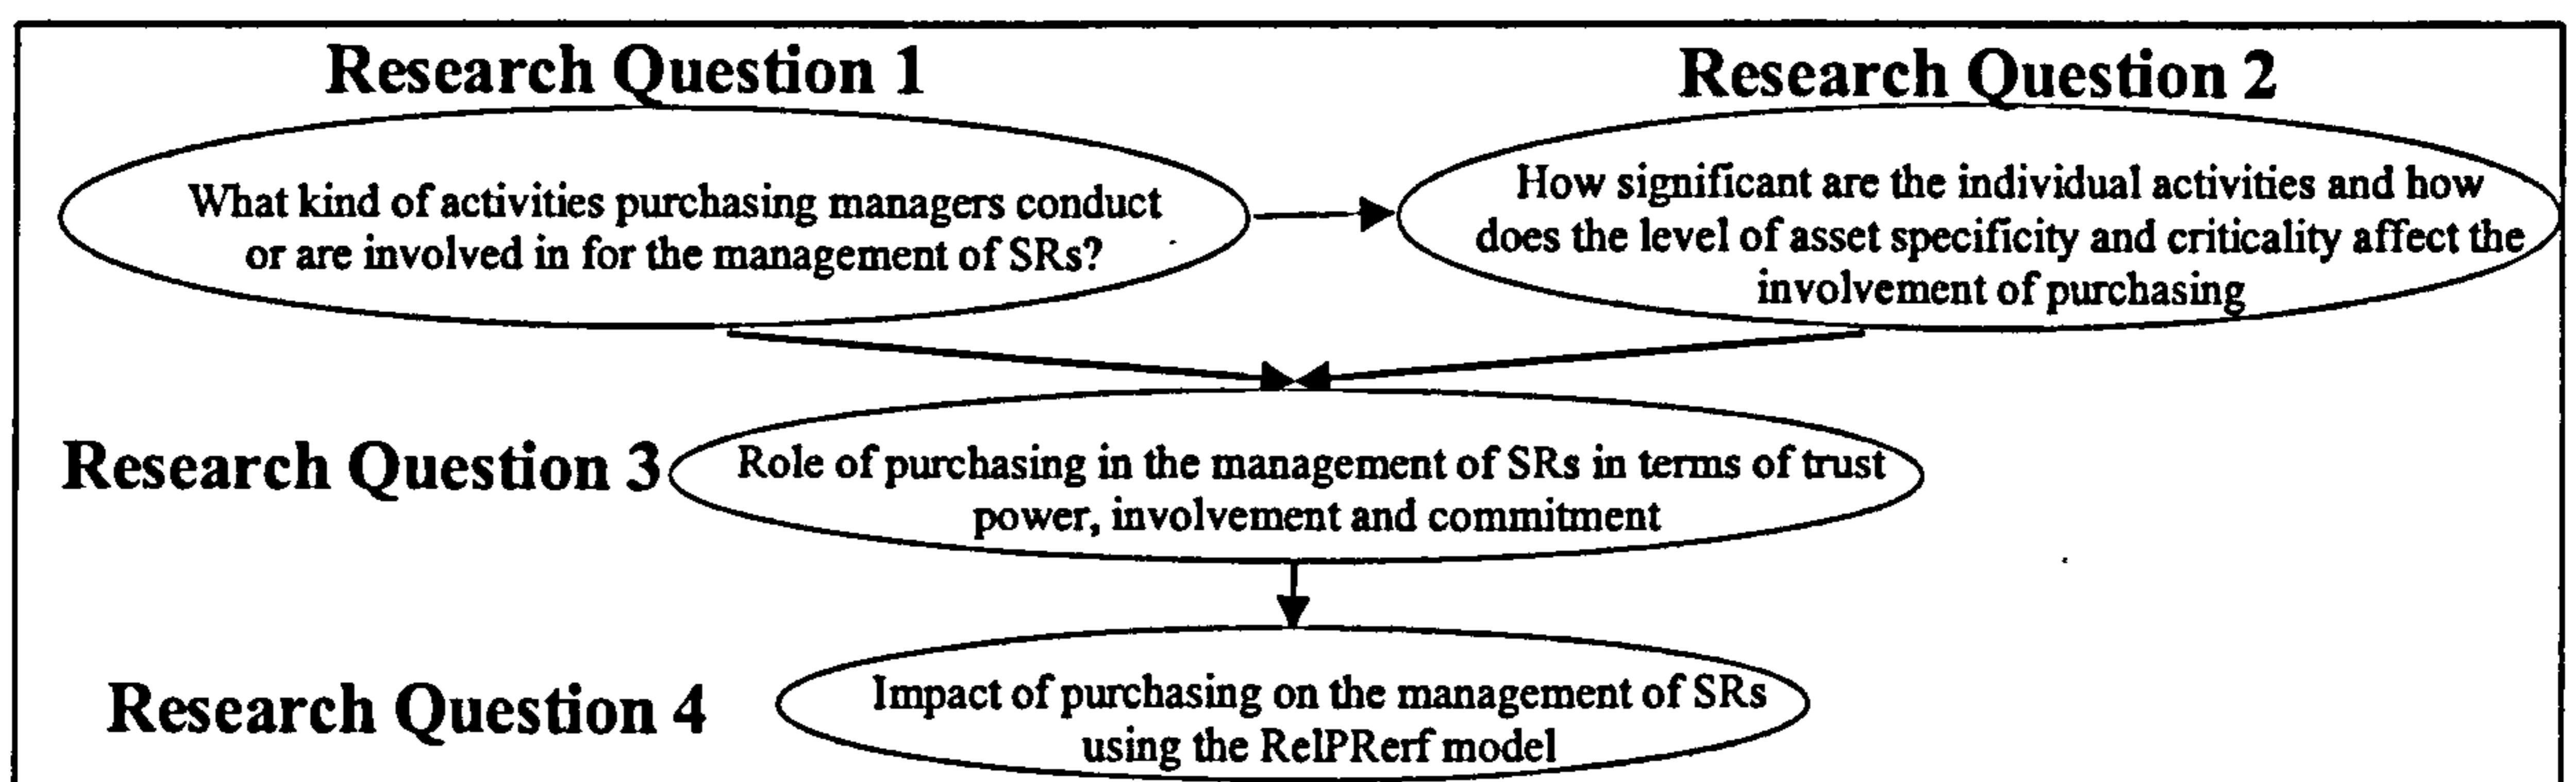 Research Question 1
Research Question 2
What kind of activities purchasing managers conduct
or are involved in for the management of SRs?
How significant are the individual activities and how
does the level of asset specificity and criticality affect the
involvement of purchasing
Research Question 3
Role of purchasing in the management of SRs in terms of trust
power, involvement and commitment
Research Question 4
Impact of purchasing on the management of SRs
using the RelPRerf model